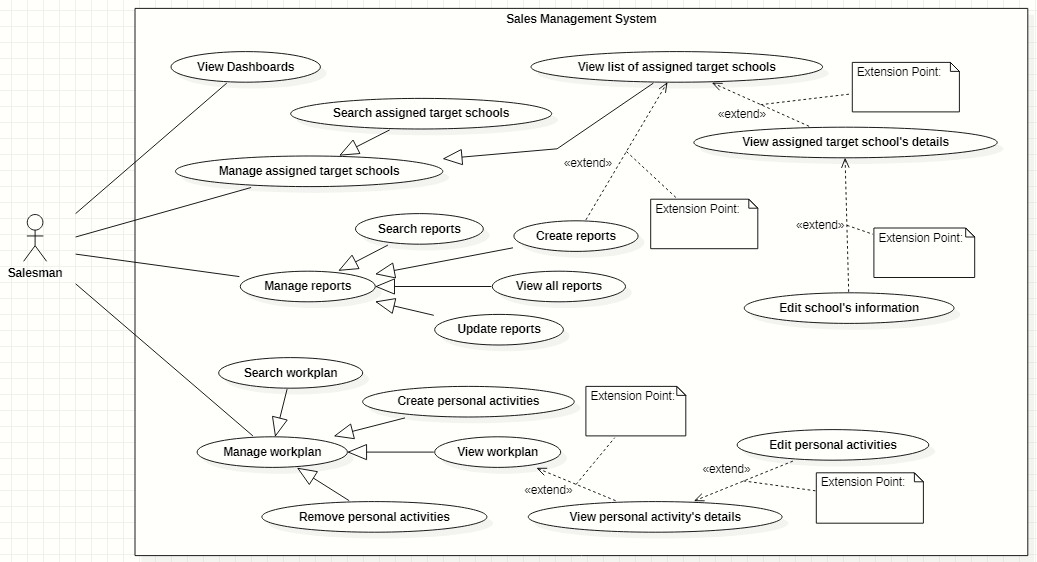 Sales Management System
View Dashboards
View list of assigned target schools
Extension Point:
Search assigned target schools
«extend»
View assigned target school's details
«extend»
Manage assigned target schools
Extension Point:
Search reports
Create reports
«extend»
Extension Point:
Salesman
Manage reports
View all reports
Edit school's information
Update reports
Search workplan
Create personal activities
Extension Point:
Manage workplan
View workplan
Edit personal activities
«extend»
Extension Point:
«extend»
Remove personal activities
View personal activity's details